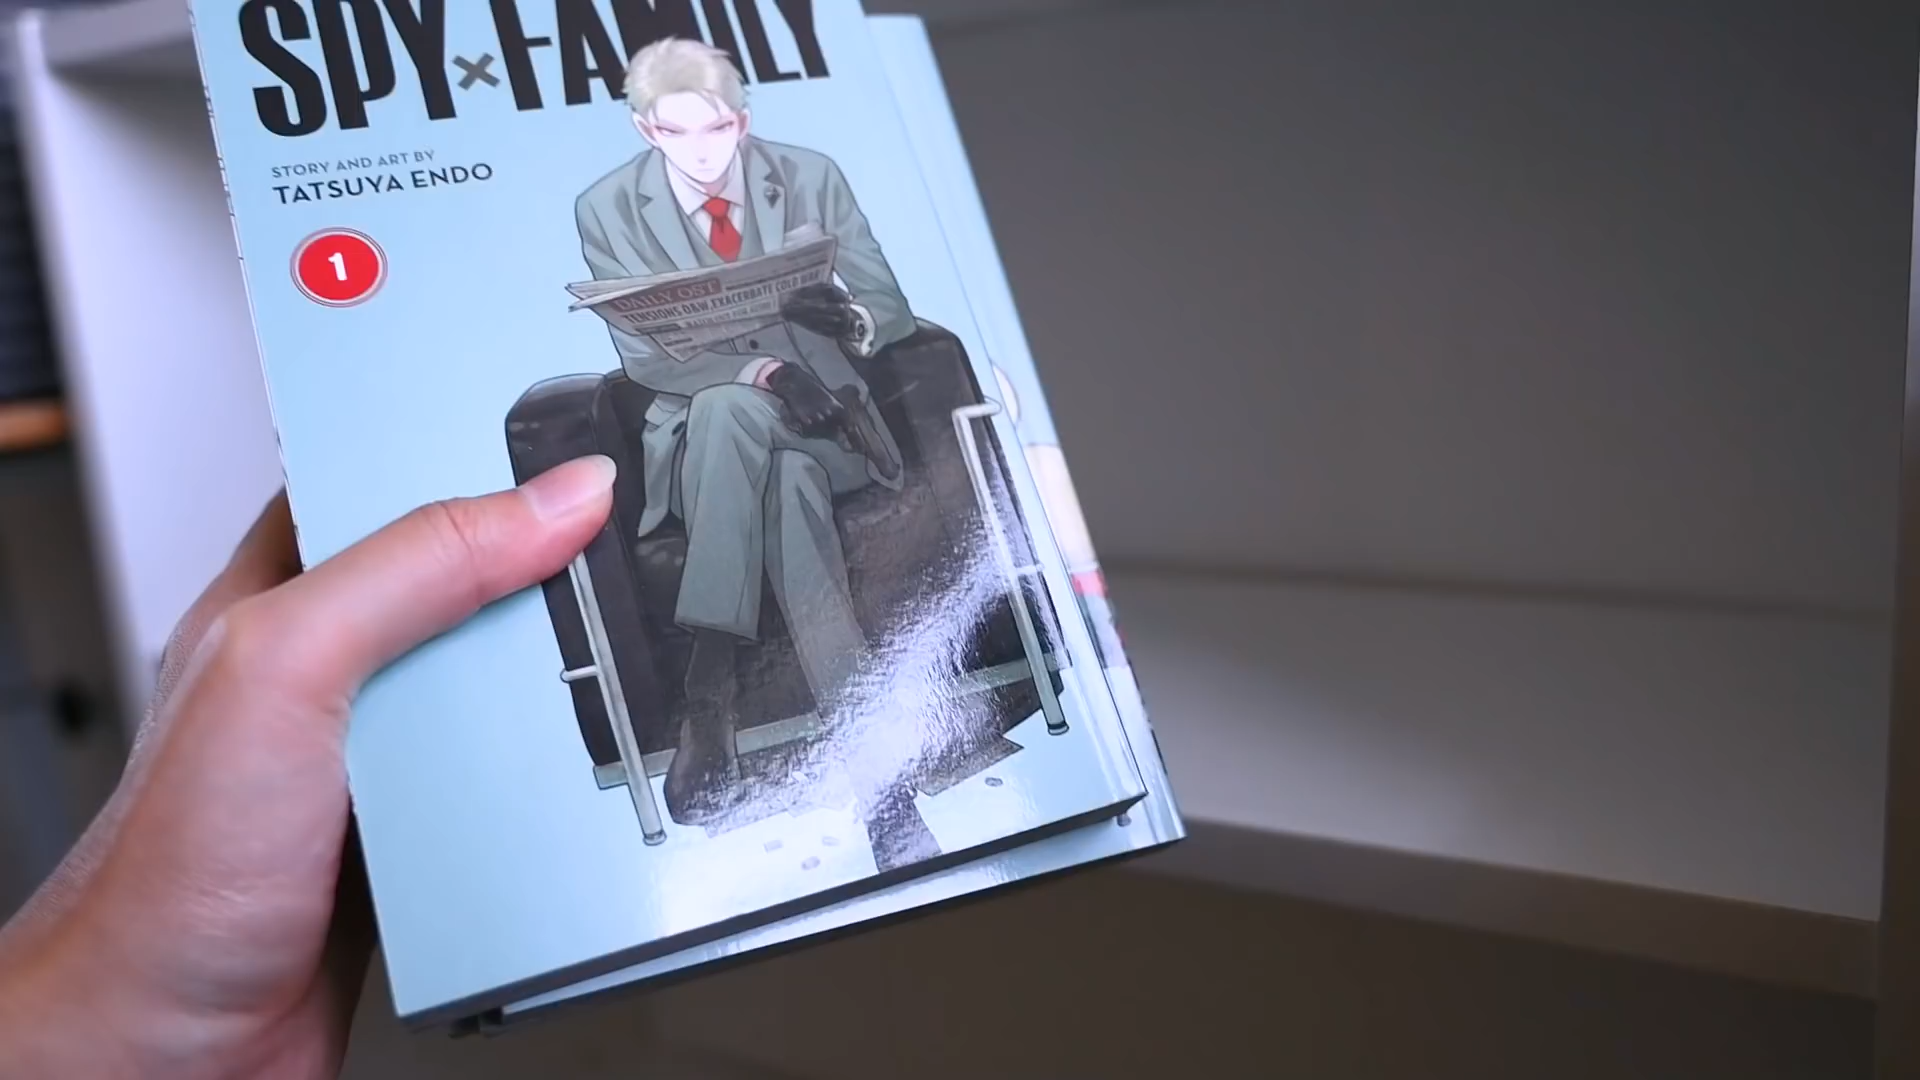 SPY×FAMILY
STORY AND ART BY
TATSUYA ENDO
1
DAILY OST
TENSIONS O&W, EXACERBATE COLD WAR